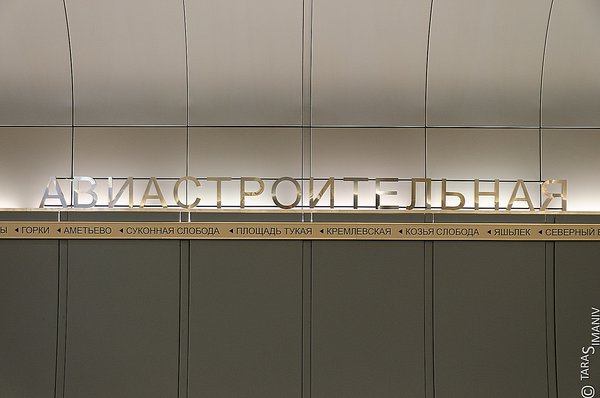 АВИАСТРОИТЕЛЬНАЯ
◄ ГОРКИ ◄ АМЕТЬЕВО ◄ СУКОННАЯ СЛОБОДА ◄ ПЛОЩАДЬ ТУКАЯ ◄ КРЕМЛЕВСКАЯ ◄ КОЗЬЯ СЛОБОДА ◄ ЯШЬЛЕК ◄ СЕВЕРНЫЙ
© TARAS SIMANIV